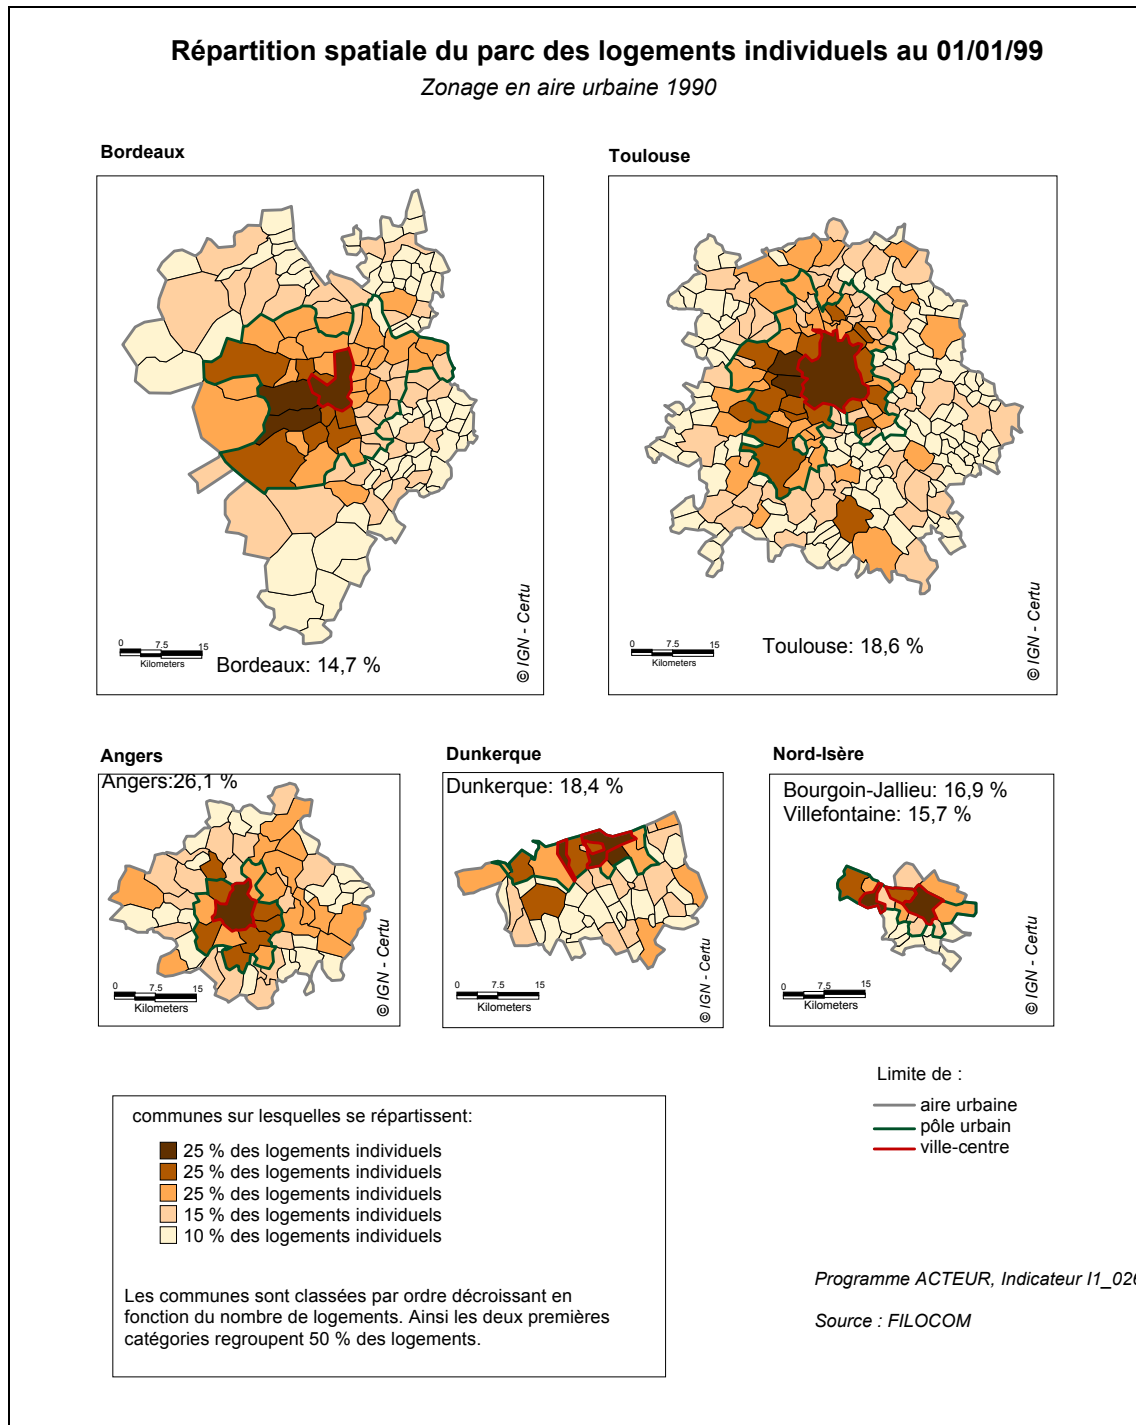 Répartition spatiale du parc des logements individuels au 01/01/99
Zonage en aire urbaine 1990
Bordeaux
0 7.5 15
Kilometers
Bordeaux: 14,7 %
© IGN - Certu
Toulouse
0 7.5 15
Kilometers
Toulouse: 18,6 %
© IGN - Certu
Angers
Angers:26,1 %
0 7.5 15
Kilometers
© IGN - Certu
Dunkerque
Dunkerque: 18,4 %
0 7.5 15
Kilometers
© IGN - Certu
Nord-Isère
Bourgoin-Jallieu: 16,9 %
Villefontaine: 15,7 %
0 7.5 15
Kilometers
© IGN - Certu
communes sur lesquelles se répartissent:
25 % des logements individuels
25 % des logements individuels
25 % des logements individuels
15 % des logements individuels
10 % des logements individuels
Les communes sont classées par ordre décroissant en
fonction du nombre de logements. Ainsi les deux premières
catégories regroupent 50 % des logements.
Limite de :
aire urbaine
pôle urbain
ville-centre
Programme ACTEUR, Indicateur I1_026
Source : FILOCOM